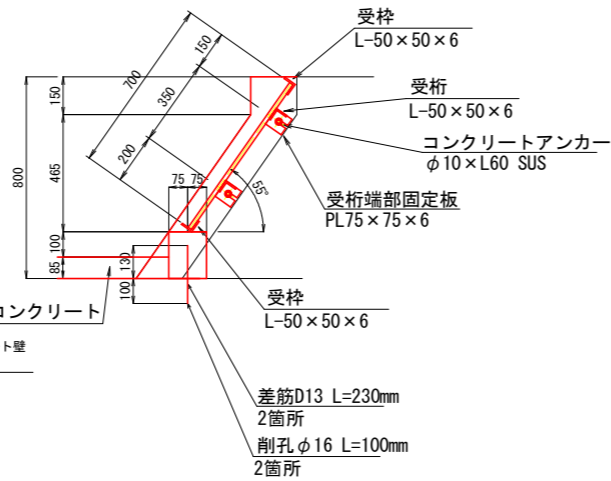 受枠
L-50×50×6
受桁
L-50×50×6
コンクリートアンカー
φ10×L60 SUS
受桁端部固定板
PL75×75×6
受枠
L-50×50×6
差筋D13 L=230mm
2箇所
削孔φ16 L=100mm
2箇所
コンクリート
ト壁
700
150
350
200
150
800
465
75
75
55°
100
130
85
100